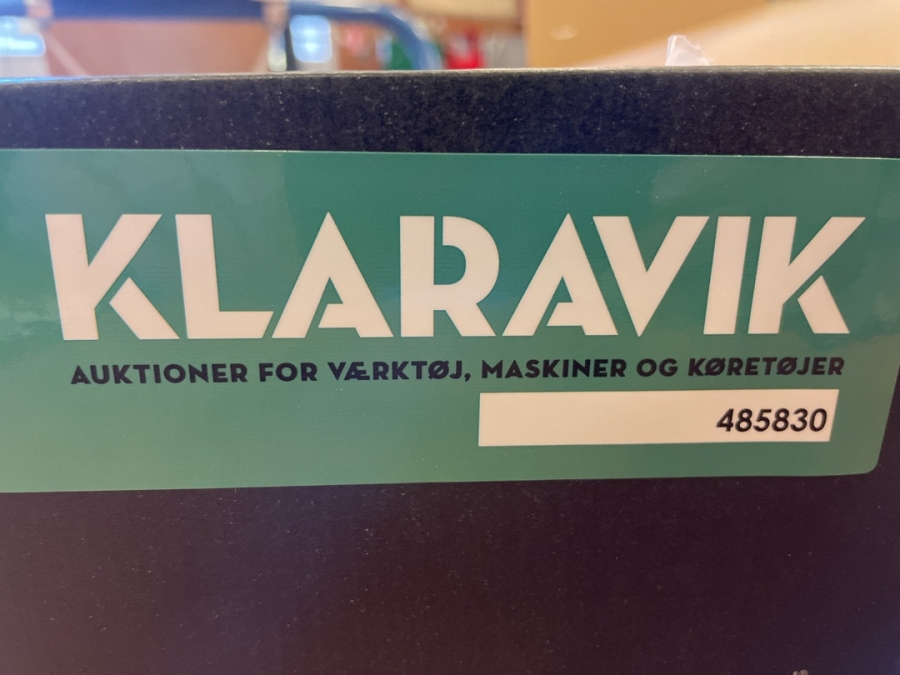 KLARAVIK
AUKTIONER FOR VÆRKTØJ, MASKINER OG KØRETØJER
485830